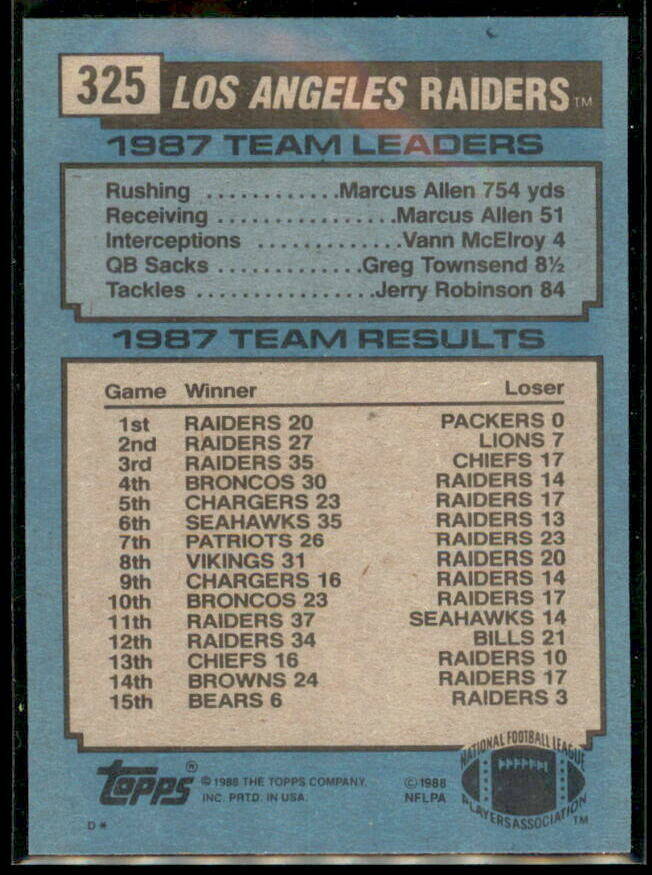 325 LOS ANGELES RAIDERS TM
1987 TEAM LEADERS
Rushing ............Marcus Allen 754 yds
Receiving ................Marcus Allen 51
Interceptions .............Vann McElroy 4
QB Sacks .............Greg Townsend 8½
Tackles ................Jerry Robinson 84
1987 TEAM RESULTS
Game Winner Loser
1st RAIDERS 20 PACKERS 0
2nd RAIDERS 27 LIONS 7
3rd RAIDERS 35 CHIEFS 17
4th BRONCOS 30 RAIDERS 14
5th CHARGERS 23 RAIDERS 17
6th SEAHAWKS 35 RAIDERS 13
7th PATRIOTS 26 RAIDERS 23
8th VIKINGS 31 RAIDERS 20
9th CHARGERS 16 RAIDERS 14
10th BRONCOS 23 RAIDERS 17
11th RAIDERS 37 SEAHAWKS 14
12th RAIDERS 34 BILLS 21
13th CHIEFS 16 RAIDERS 10
14th BROWNS 24 RAIDERS 17
15th BEARS 6 RAIDERS 3
Topps® © 1988 THE TOPPS COMPANY,
INC. PRTD. IN U.S.A.
© 1988
NFLPA
NATIONAL FOOTBALL LEAGUE
PLAYERS ASSOCIATION TM
D*